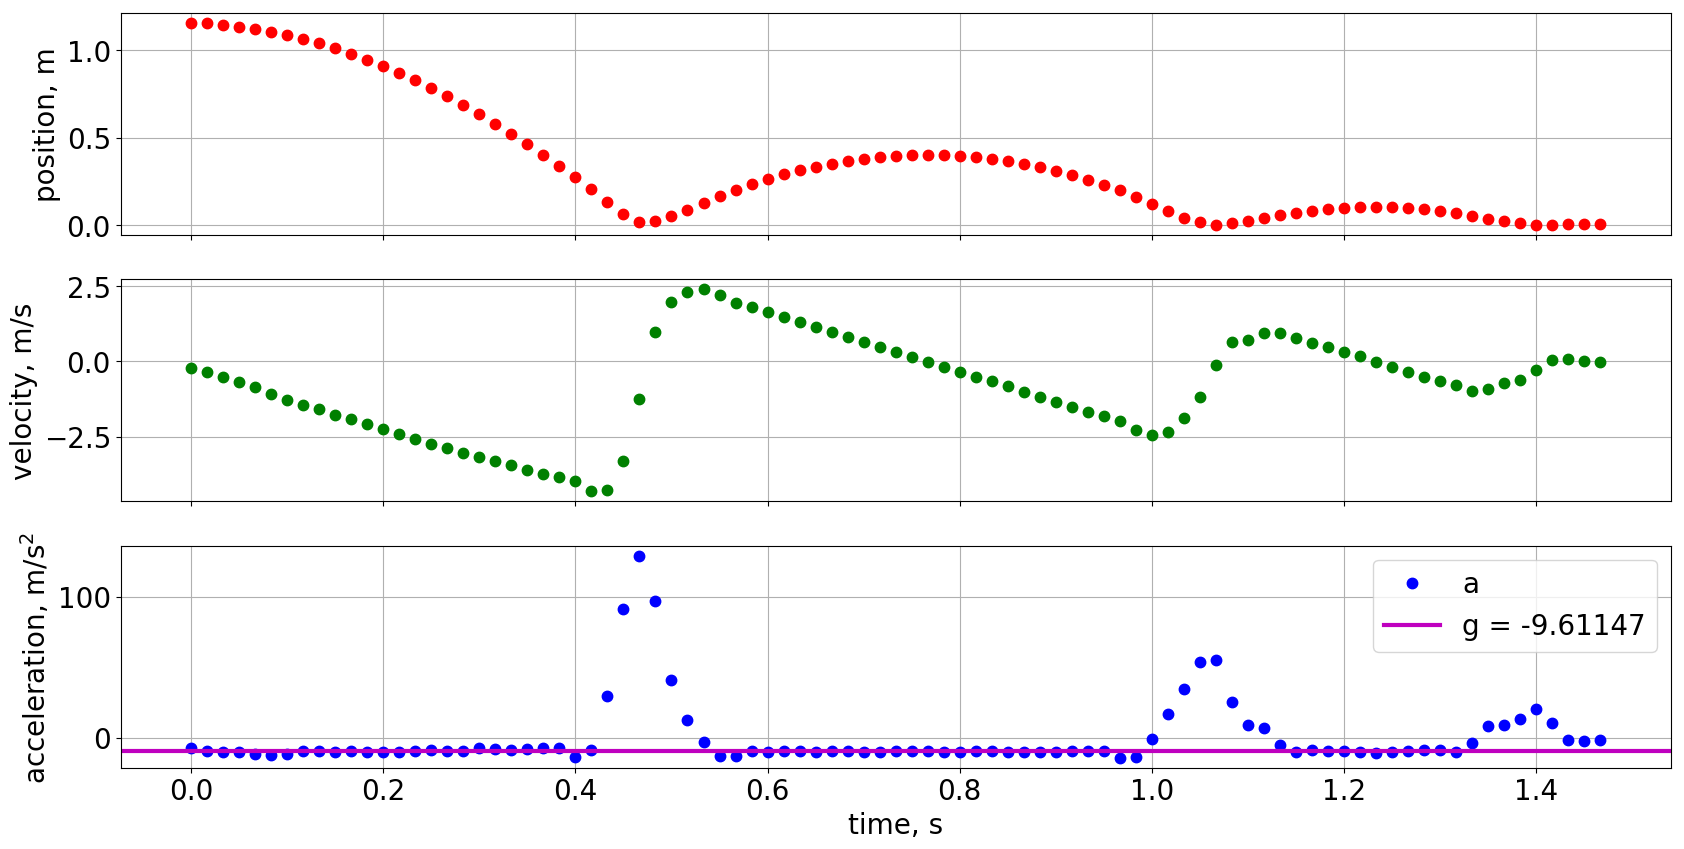 position, m
1.0
0.5
0.0
velocity, m/s
2.5
0.0
−2.5
acceleration, m/s²
100
0
a
g = -9.61147
0.0 0.2 0.4 0.6 0.8 1.0 1.2 1.4
time, s